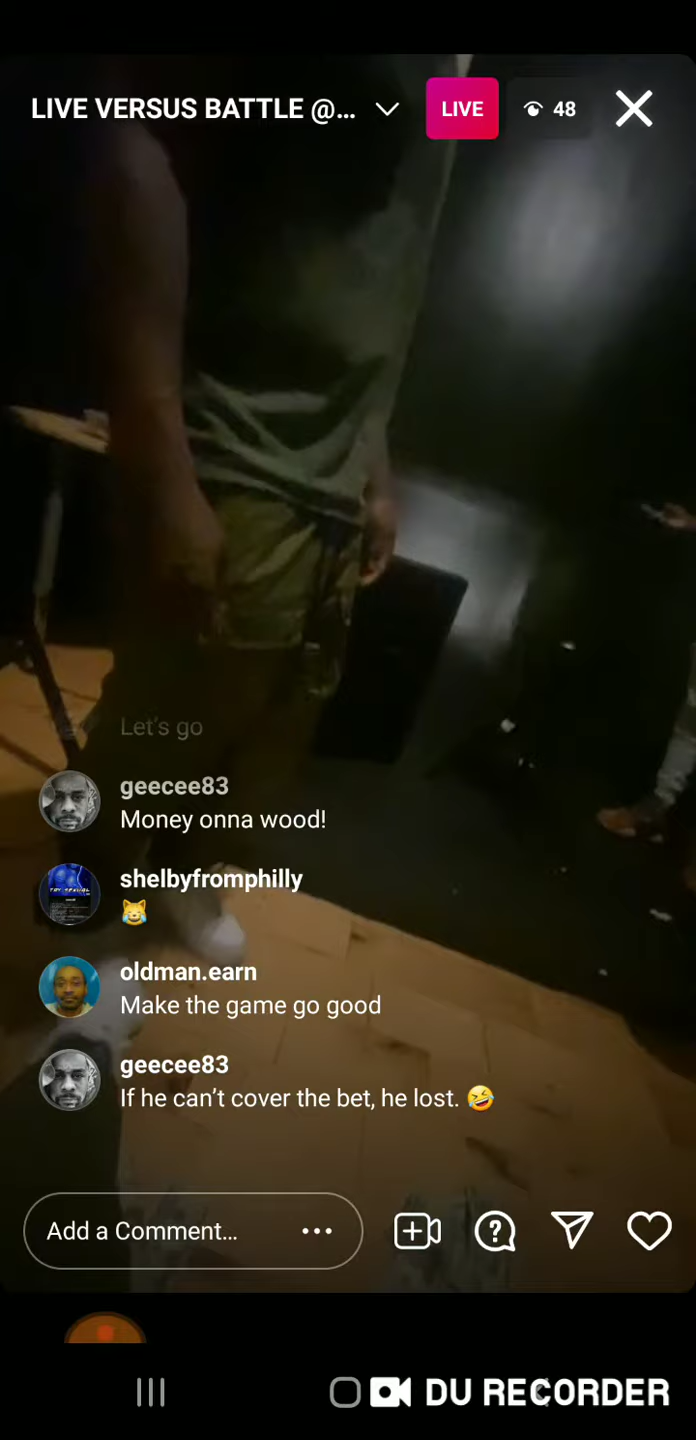 LIVE VERSUS BATTLE @...
LIVE
48
Let's go
geecee83
Money onna wood!
shelbyfromphilly
😹
oldman.earn
Make the game go good
geecee83
If he can't cover the bet, he lost. 🤣
Add a Comment...
DU RECORDER